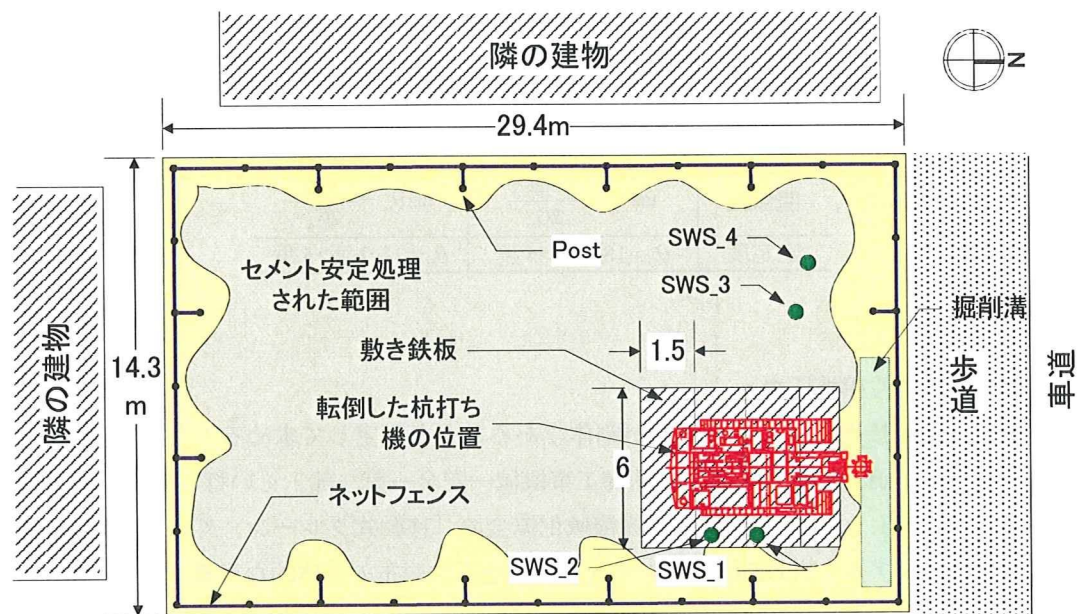 隣の建物
N
29.4m
SWS_4
Post
SWS_3
セメント安定処理
された範囲
掘削溝
敷き鉄板
1.5
隣の建物
14.3
m
歩道
車道
転倒した杭打ち
機の位置
6
ネットフェンス
SWS_2
SWS_1